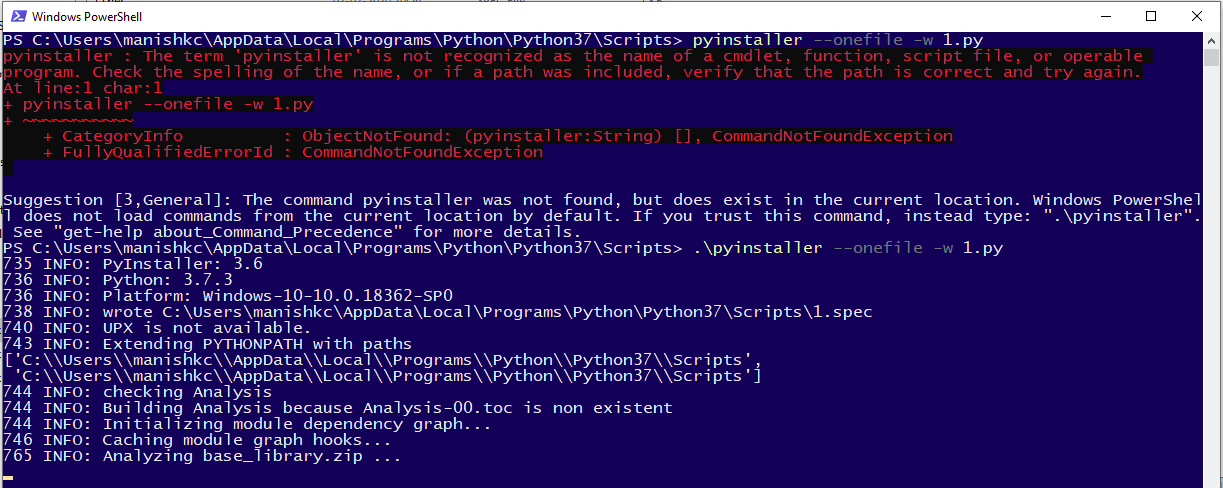 Windows PowerShell
PS C:\Users\manishkc\AppData\Local\Programs\Python\Python37\Scripts> pyinstaller --onefile -w 1.py
pyinstaller : The term 'pyinstaller' is not recognized as the name of a cmdlet, function, script file, or operable
program. Check the spelling of the name, or if a path was included, verify that the path is correct and try again.
At line:1 char:1
+ pyinstaller --onefile -w 1.py
+ ~~~~~~~~~~~
    + CategoryInfo          : ObjectNotFound: (pyinstaller:String) [], CommandNotFoundException
    + FullyQualifiedErrorId : CommandNotFoundException
Suggestion [3,General]: The command pyinstaller was not found, but does exist in the current location. Windows PowerShel
l does not load commands from the current location by default. If you trust this command, instead type: ".\pyinstaller".
 See "get-help about_Command_Precedence" for more details.
PS C:\Users\manishkc\AppData\Local\Programs\Python\Python37\Scripts> .\pyinstaller --onefile -w 1.py
735 INFO: PyInstaller: 3.6
736 INFO: Python: 3.7.3
736 INFO: Platform: Windows-10-10.0.18362-SP0
738 INFO: wrote C:\Users\manishkc\AppData\Local\Programs\Python\Python37\Scripts\1.spec
740 INFO: UPX is not available.
743 INFO: Extending PYTHONPATH with paths
['C:\\Users\\manishkc\\AppData\\Local\\Programs\\Python\\Python37\\Scripts',
 'C:\\Users\\manishkc\\AppData\\Local\\Programs\\Python\\Python37\\Scripts']
744 INFO: checking Analysis
744 INFO: Building Analysis because Analysis-00.toc is non existent
744 INFO: Initializing module dependency graph...
746 INFO: Caching module graph hooks...
765 INFO: Analyzing base_library.zip ...